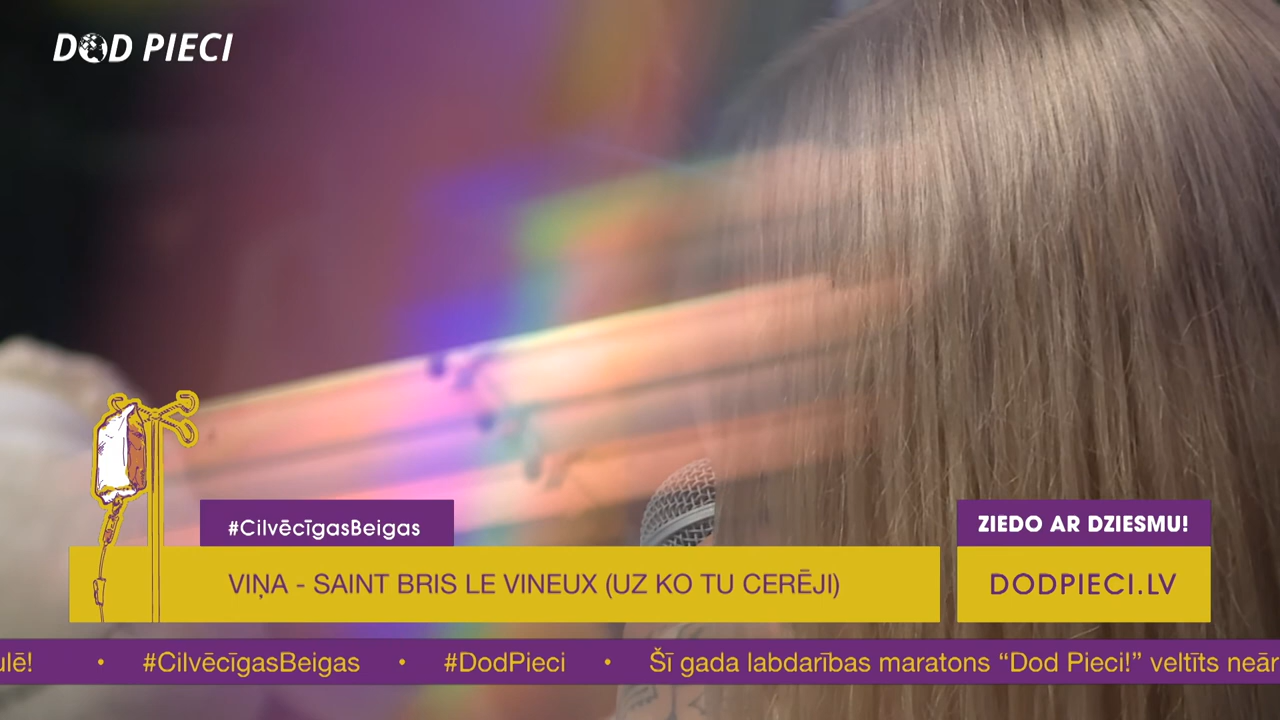 DOD PIECI
#CilvēcīgasBeigas
ZIEDO AR DZIESMU!
VIŅA - SAINT BRIS LE VINEUX (UZ KO TU CERĒJI)
DODPIECI.LV
ulē! • #CilvēcīgasBeigas • #DodPieci • Šī gada labdarības maratons “Dod Pieci!” veltīts neār